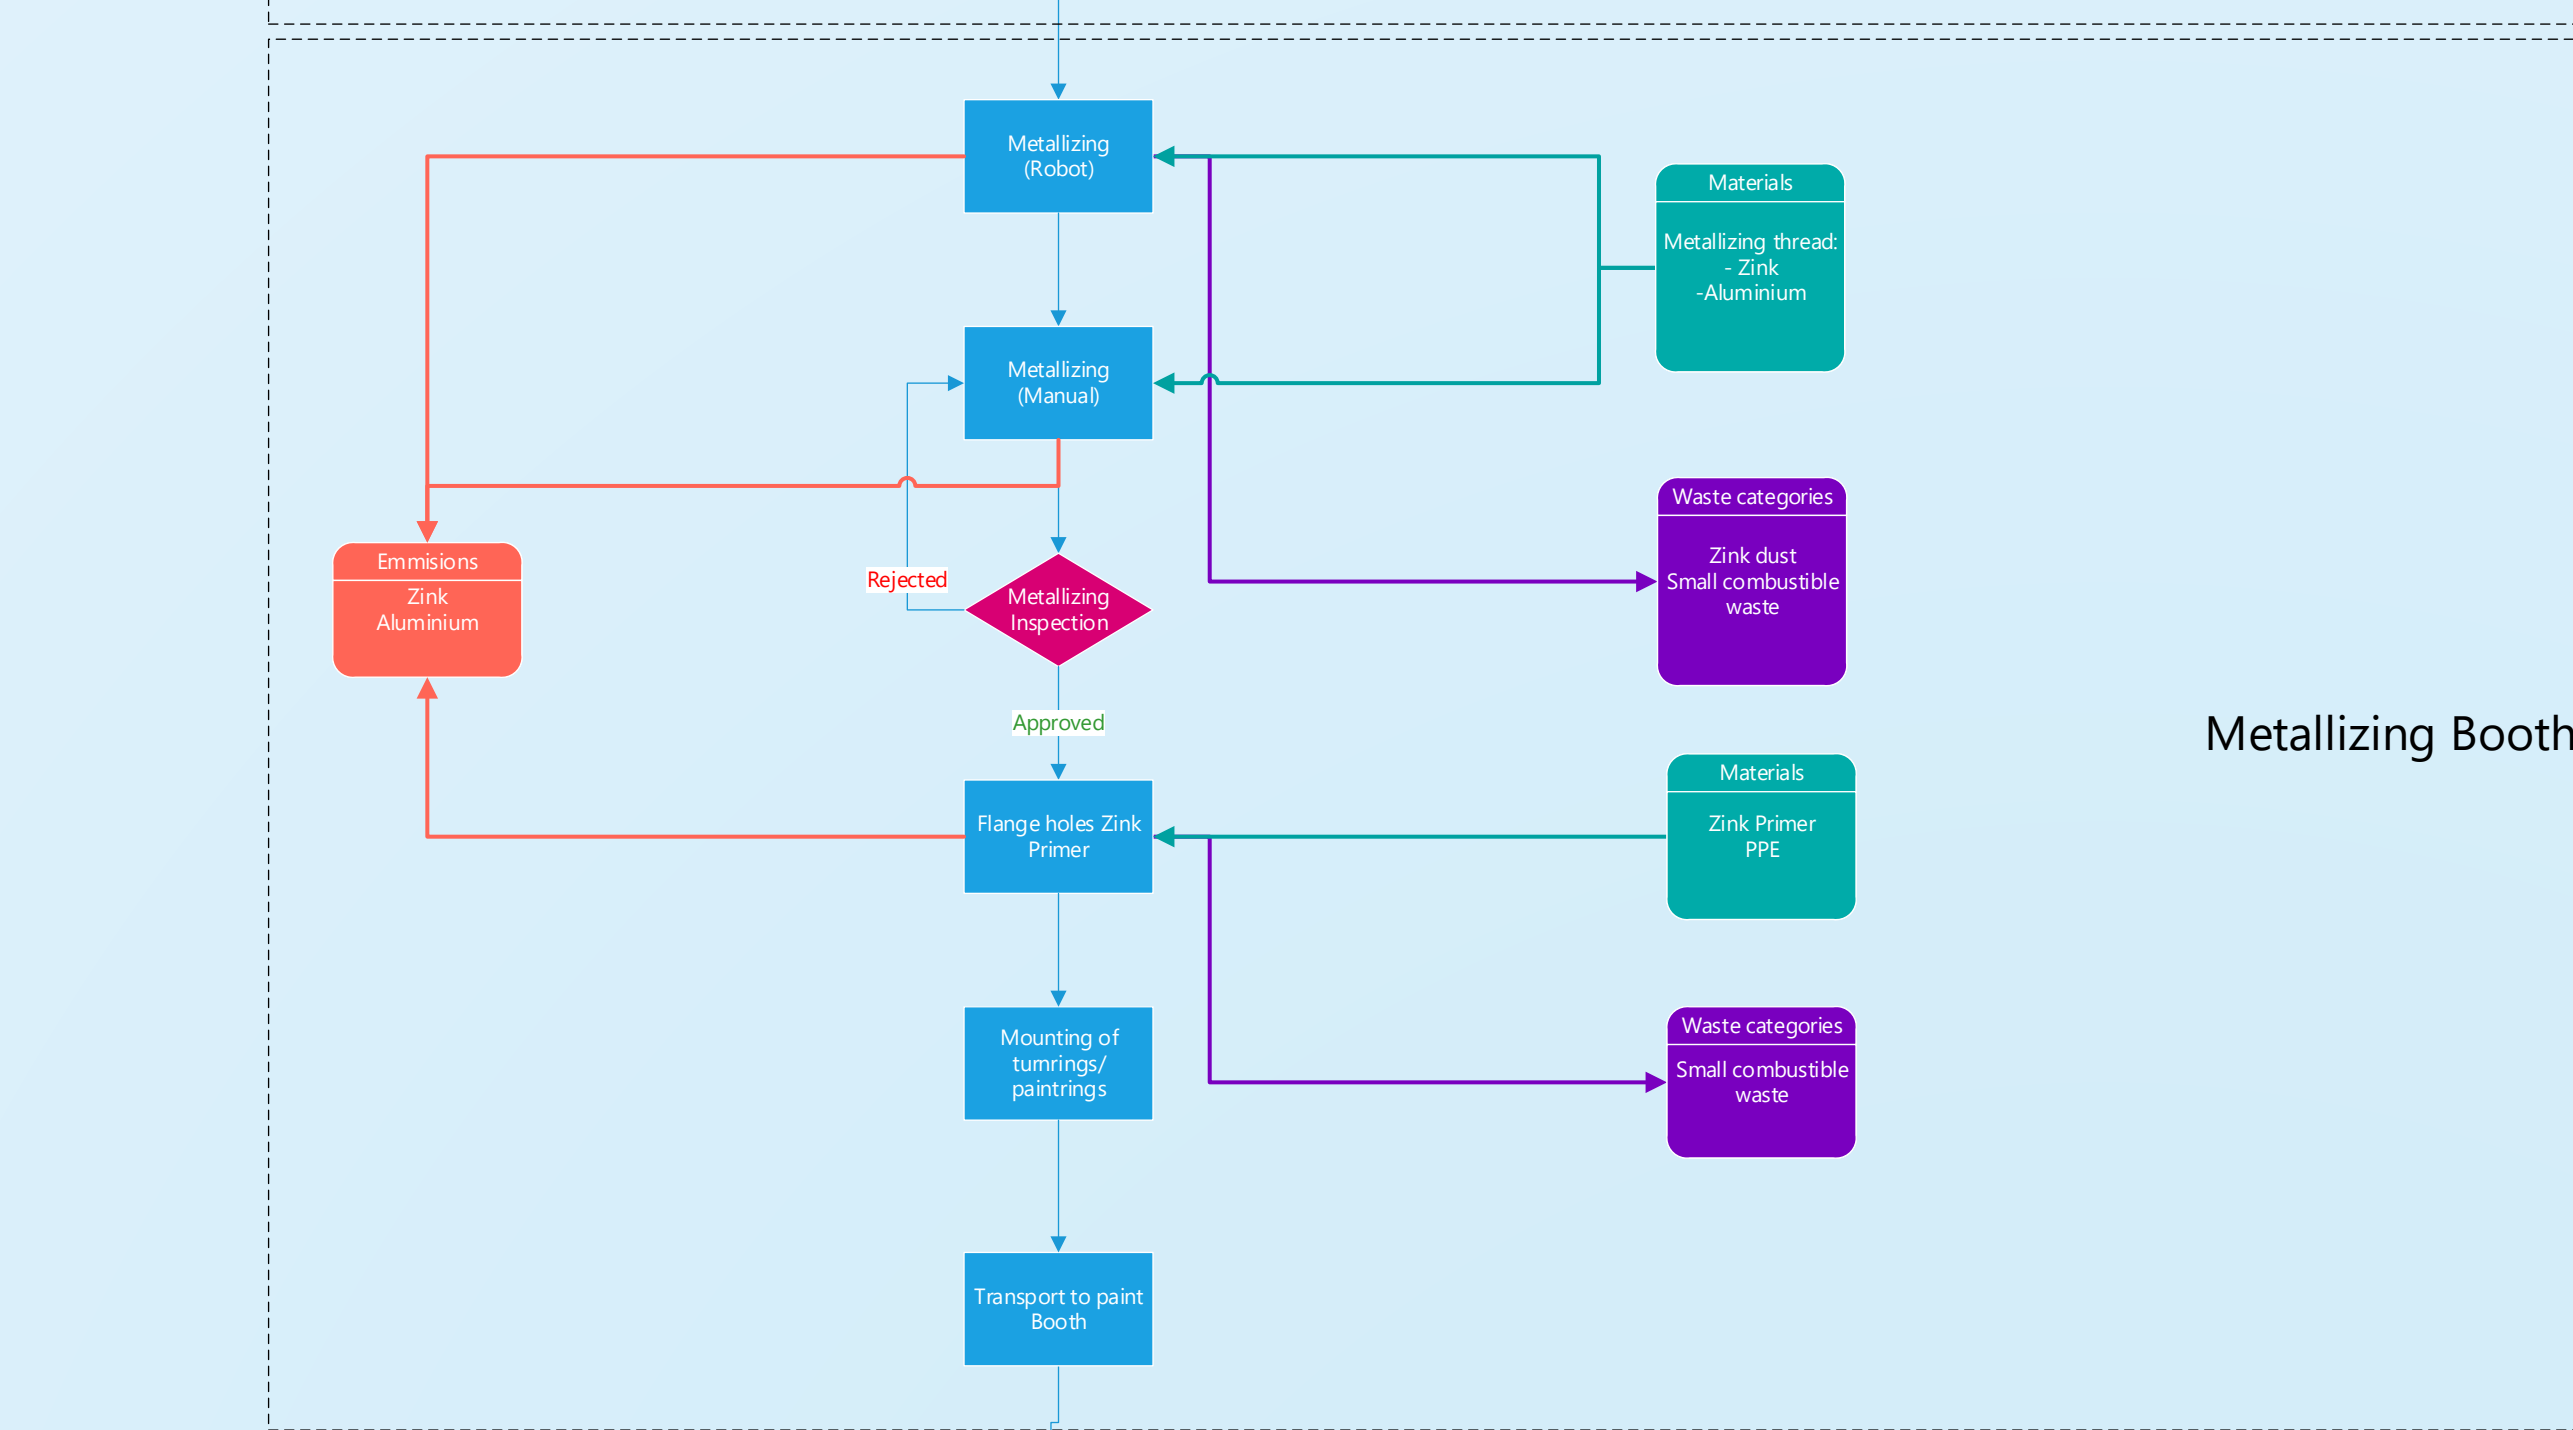 Metallizing
(Robot)
Materials
Metallizing thread:
- Zink
-Aluminium
Metallizing
(Manual)
Waste categories
Zink dust
Small combustible
waste
Emmisions
Zink
Aluminium
Rejected
Metallizing
Inspection
Approved
Metallizing Booth
Materials
Zink Primer
PPE
Flange holes Zink
Primer
Waste categories
Small combustible
waste
Mounting of
turnrings/
paintrings
Transport to paint
Booth